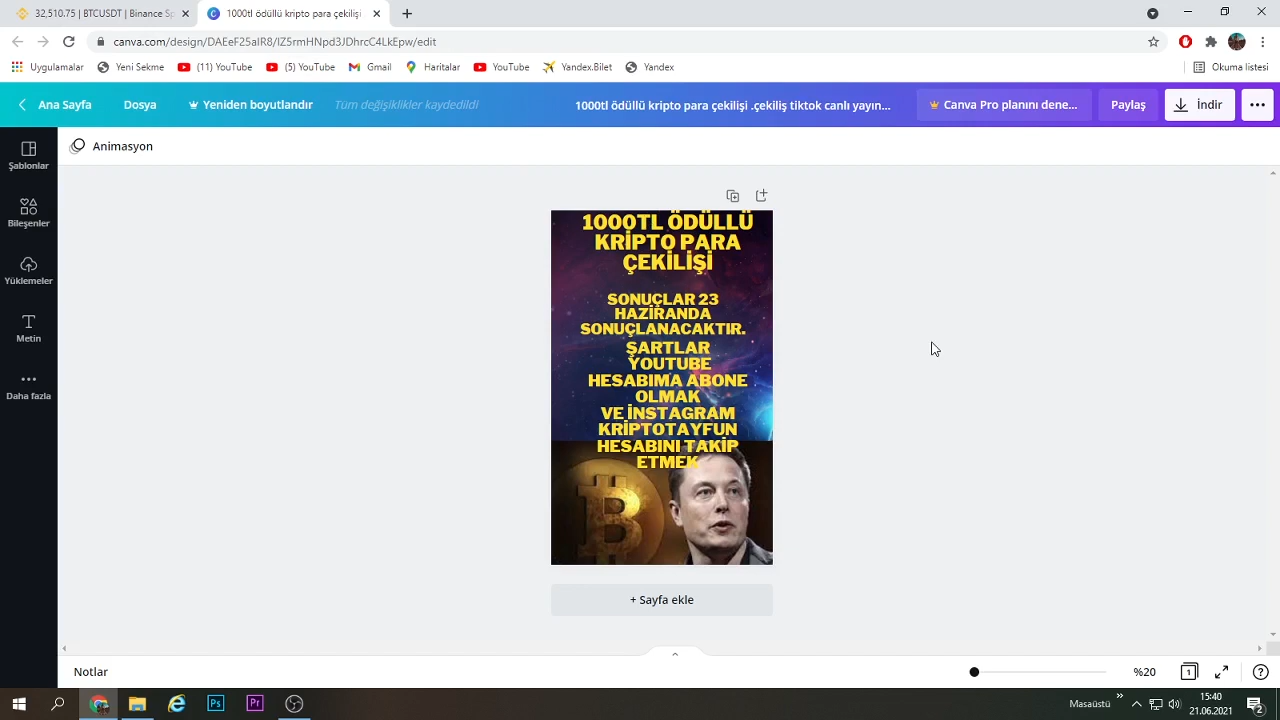 32,510.75 | BTCUSDT | Binance Sp
1000tl ödüllü kripto para çekilişi
canva.com/design/DAEeF25aIR8/IZ5rmHNpd3JDhrcC4LkEpw/edit
Uygulamalar
Yeni Sekme
(11) YouTube
(5) YouTube
Gmail
Haritalar
YouTube
Yandex.Bilet
Yandex
Okuma listesi
Ana Sayfa
Dosya
Yeniden boyutlandır
Tüm değişiklikler kaydedildi
1000tl ödüllü kripto para çekilişi .çekiliş tiktok canlı yayın...
Canva Pro planını dene...
Paylaş
İndir
Animasyon
Şablonlar
Bileşenler
Yüklemeler
Metin
Daha fazla
1000TL ÖDÜLLÜ
KRİPTO PARA
ÇEKİLİŞİ
SONUÇLAR 23
HAZİRANDA
SONUÇLANACAKTIR.
ŞARTLAR
YOUTUBE
HESABIMA ABONE
OLMAK
VE İNSTAGRAM
KRİPTOTAYFUN
HESABINI TAKİP
ETMEK
+ Sayfa ekle
Notlar
%20
1
Ps
Pr
Masaüstü
15:40
21.06.2021
2